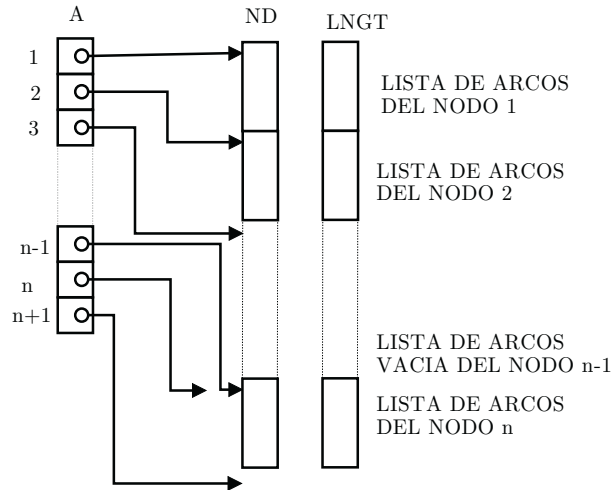 A
ND
LNGT
1
2
3
LISTA DE ARCOS
DEL NODO 1
LISTA DE ARCOS
DEL NODO 2
n-1
n
n+1
LISTA DE ARCOS
VACIA DEL NODO n-1
LISTA DE ARCOS
DEL NODO n